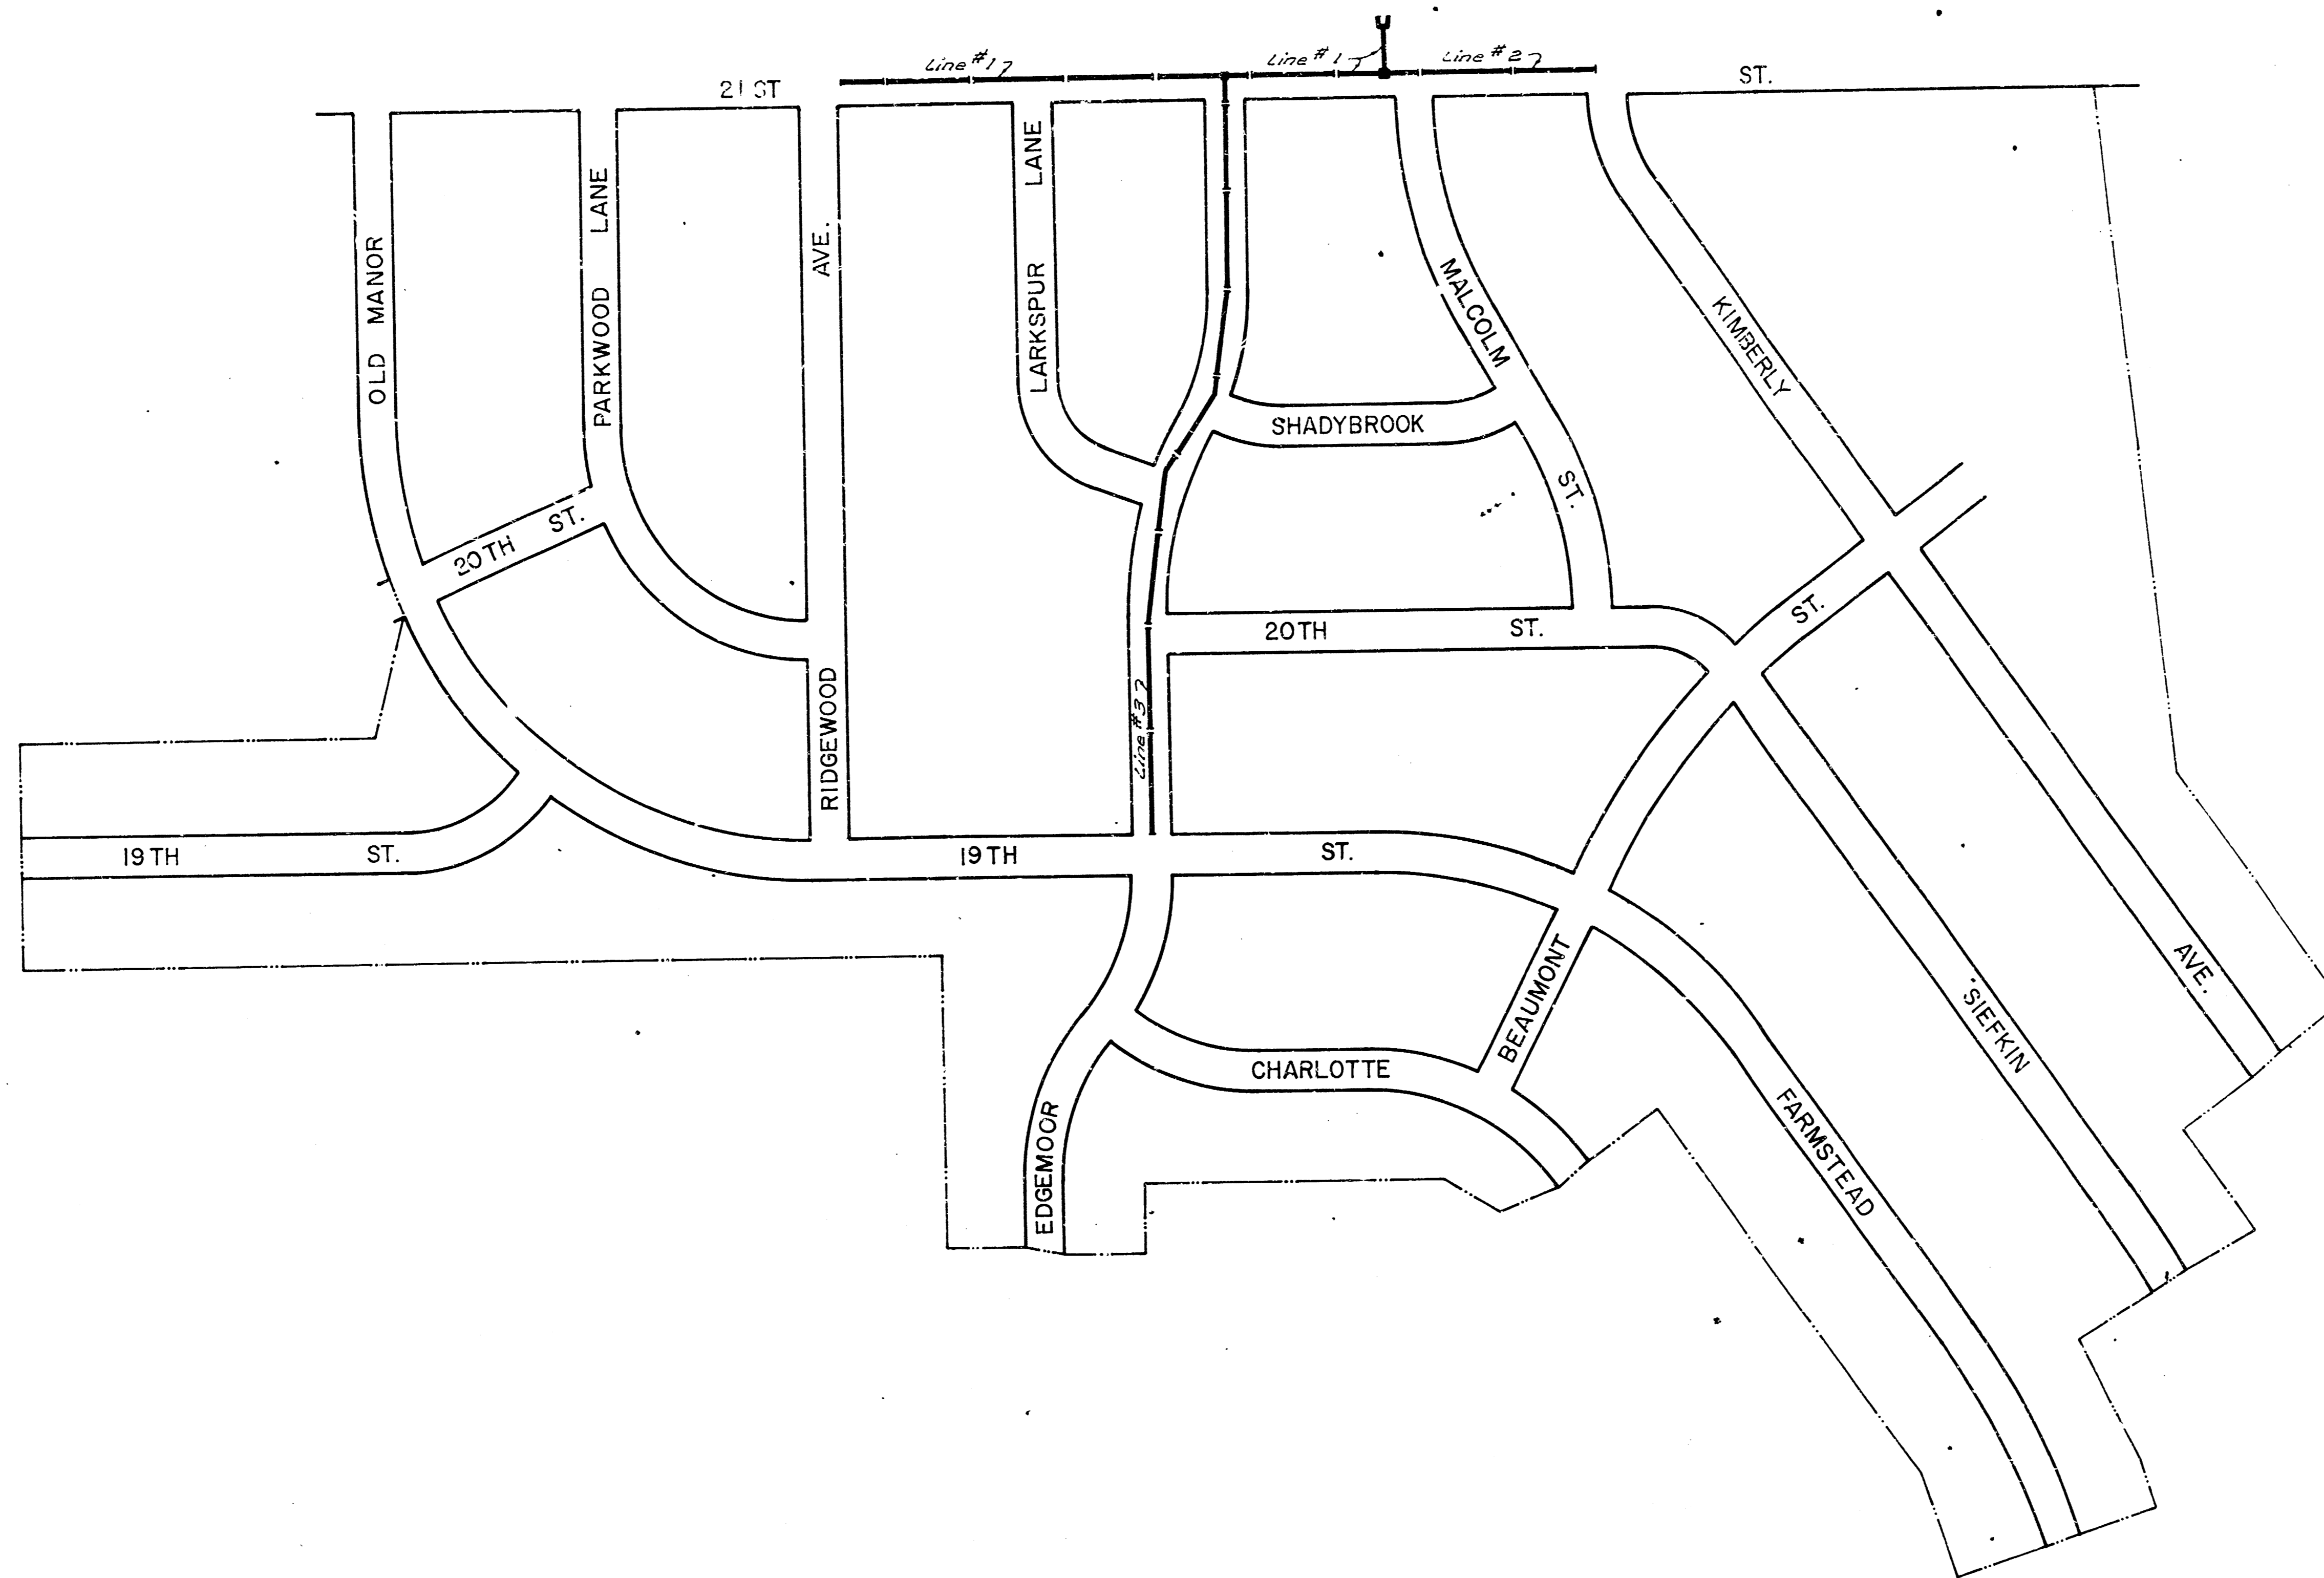 Line #1
Line #1
Line #2
21 ST
ST.
OLD MANOR
PARKWOOD LANE
RIDGEWOOD AVE.
LARKSPUR LANE
MALCOLM ST.
KIMBERLY AVE.
SHADYBROOK
20TH ST.
20TH ST.
ST.
Line #3
19TH ST.
19TH ST.
BEAUMONT
SIEFKIN
CHARLOTTE
EDGEMOOR
FARMSTEAD